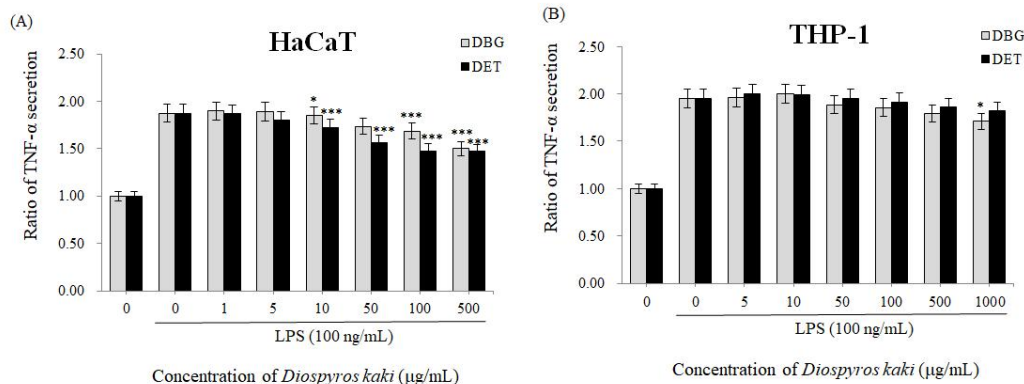 (A)
HaCaT
DBG
DET
Ratio of TNF-α secretion
2.50
2.00
1.50
1.00
0.50
0.00
*
***
***
***
***
***
***
0 0 1 5 10 50 100 500
LPS (100 ng/mL)
Concentration of Diospyros kaki (μg/mL)
(B)
THP-1
DBG
DET
Ratio of TNF-α secretion
2.50
2.00
1.50
1.00
0.50
0.00
*
0 0 5 10 50 100 500 1000
LPS (100 ng/mL)
Concentration of Diospyros kaki (μg/mL)